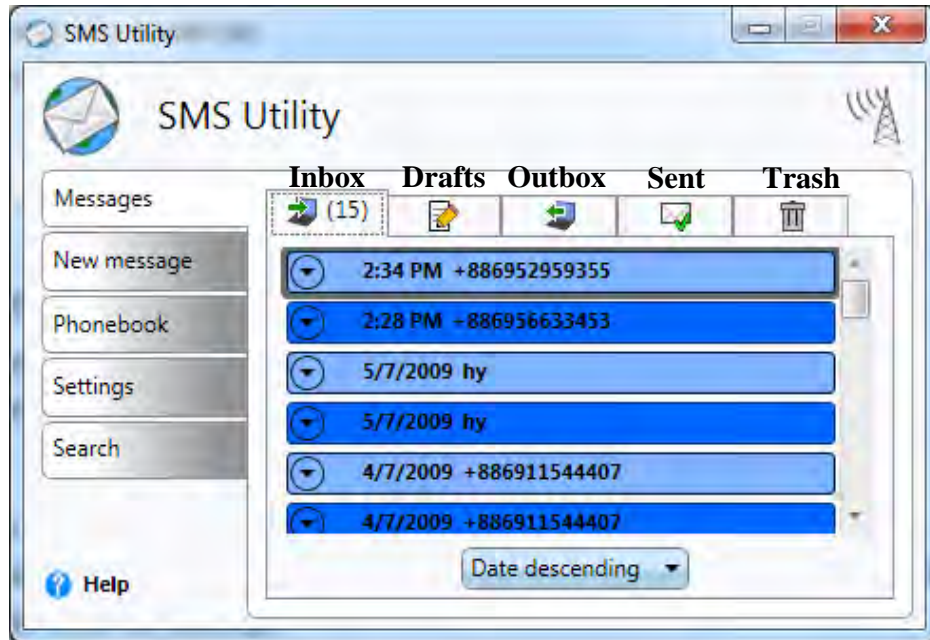 SMS Utility
SMS Utility
Inbox Drafts Outbox Sent Trash
(15)
Messages
New message
Phonebook
Settings
Search
Help
2:34 PM +886952959355
2:28 PM +886956633453
5/7/2009 hy
5/7/2009 hy
4/7/2009 +886911544407
4/7/2009 +886911544407
Date descending